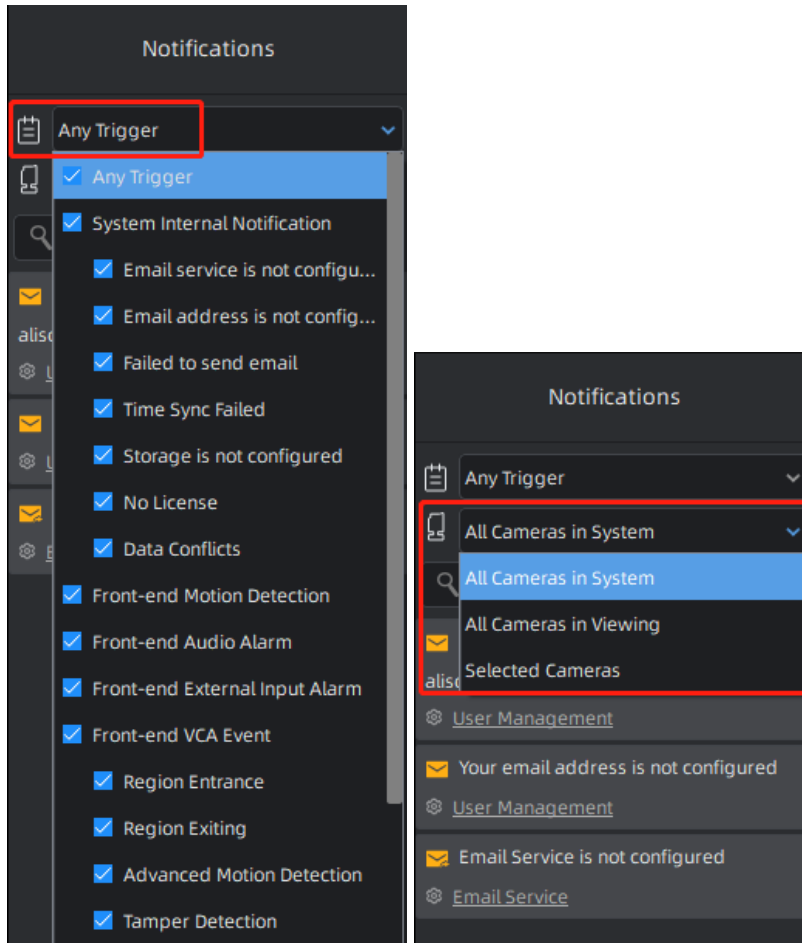 Notifications
Any Trigger
Any Trigger
System Internal Notification
Email service is not configu...
Email address is not config...
alisc
Failed to send email
Time Sync Failed
Storage is not configured
No License
Data Conflicts
Front-end Motion Detection
Front-end Audio Alarm
Front-end External Input Alarm
Front-end VCA Event
Region Entrance
Region Exiting
Advanced Motion Detection
Tamper Detection
Notifications
Any Trigger
All Cameras in System
All Cameras in System
All Cameras in Viewing
Selected Cameras
alisc
User Management
Your email address is not configured
User Management
Email Service is not configured
Email Service